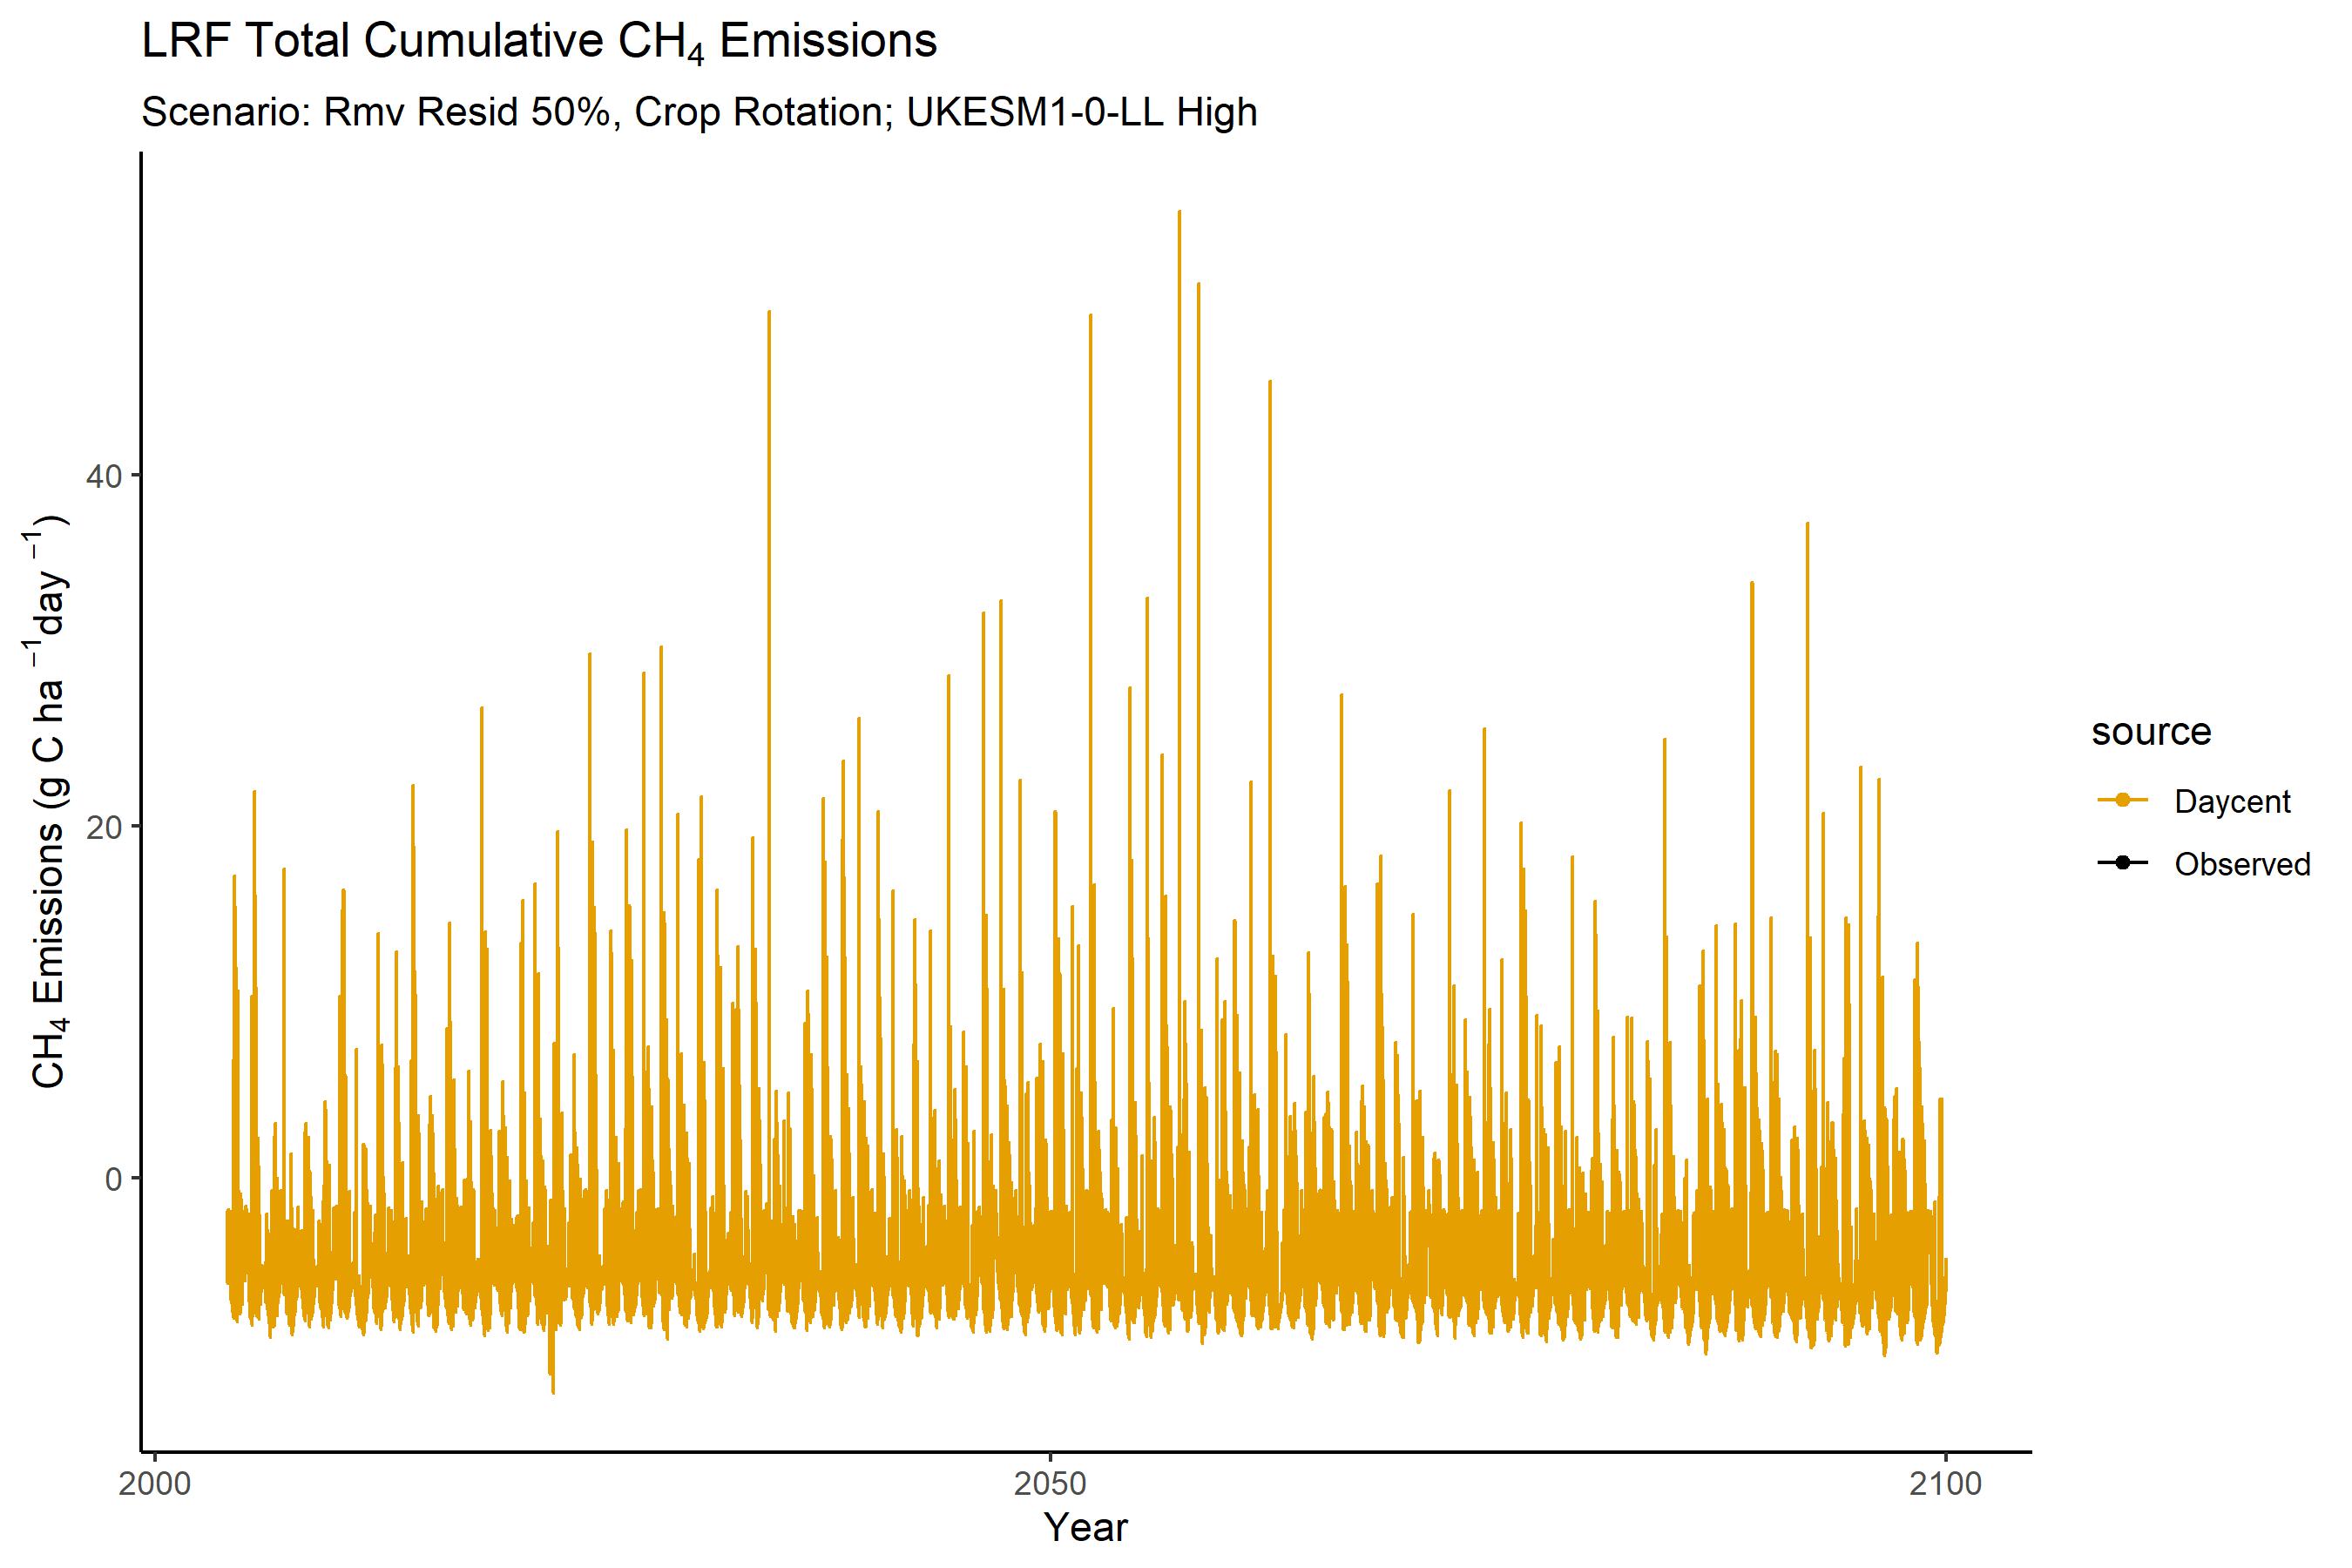 LRF Total Cumulative CH₄ Emissions
Scenario: Rmv Resid 50%, Crop Rotation; UKESM1-0-LL High
CH₄ Emissions (g C ha ⁻¹day ⁻¹)
40
20
0
2000
2050
2100
Year
source
Daycent
Observed